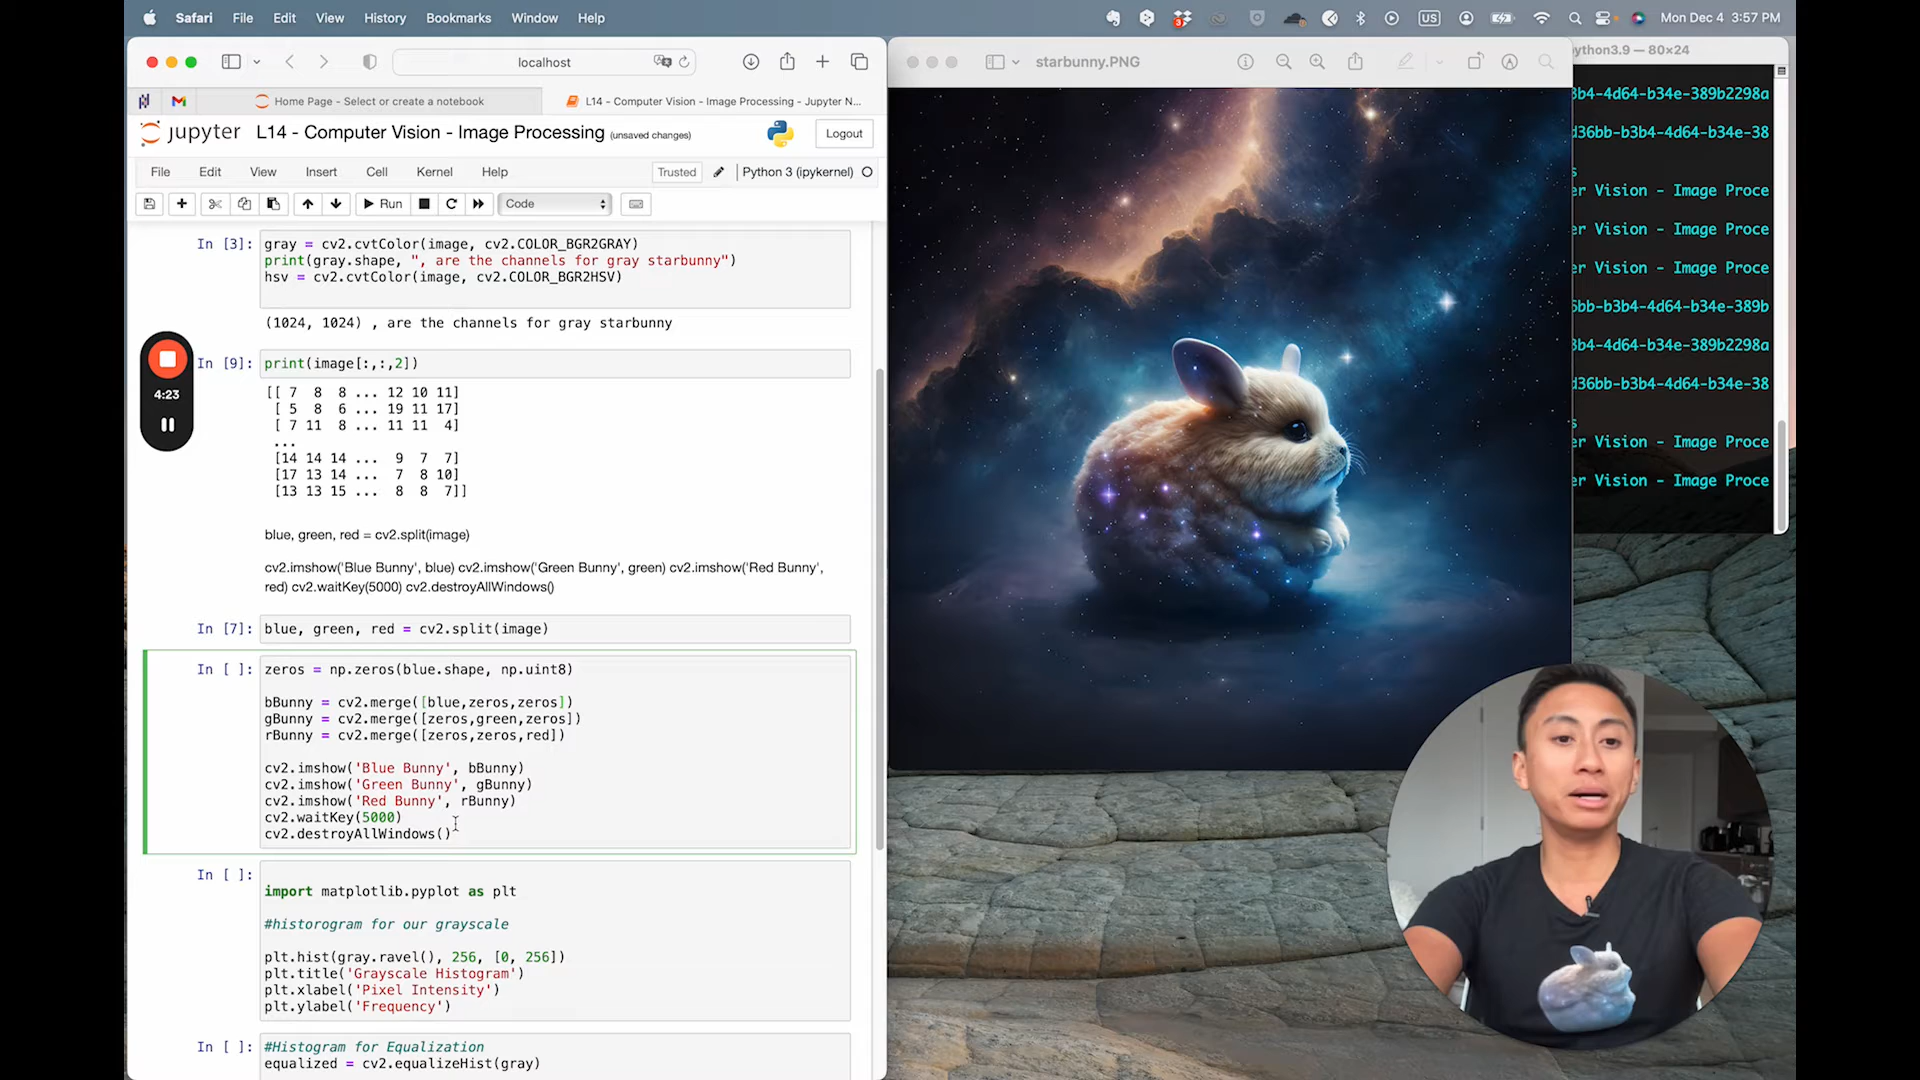 Safari File Edit View History Bookmarks Window Help
3
US
Mon Dec 4 3:57 PM
localhost
Home Page - Select or create a notebook
L14 - Computer Vision - Image Processing - Jupyter N...
jupyter L14 - Computer Vision - Image Processing (unsaved changes)
Logout
File Edit View Insert Cell Kernel Help
Trusted
Python 3 (ipykernel)
Run
Code
In [3]: gray = cv2.cvtColor(image, cv2.COLOR_BGR2GRAY)
print(gray.shape, ", are the channels for gray starbunny")
hsv = cv2.cvtColor(image, cv2.COLOR_BGR2HSV)
(1024, 1024) , are the channels for gray starbunny
In [9]: print(image[:,:,2])
[[ 7 8 8 ... 12 10 11]
[ 5 8 6 ... 19 11 17]
[ 7 11 8 ... 11 11 4]
...
[14 14 14 ... 9 7 7]
[17 13 14 ... 7 8 10]
[13 13 15 ... 8 8 7]]
4:23
blue, green, red = cv2.split(image)
cv2.imshow('Blue Bunny', blue) cv2.imshow('Green Bunny', green) cv2.imshow('Red Bunny',
red) cv2.waitKey(5000) cv2.destroyAllWindows()
In [7]: blue, green, red = cv2.split(image)
In [ ]: zeros = np.zeros(blue.shape, np.uint8)
bBunny = cv2.merge([blue,zeros,zeros])
gBunny = cv2.merge([zeros,green,zeros])
rBunny = cv2.merge([zeros,zeros,red])
cv2.imshow('Blue Bunny', bBunny)
cv2.imshow('Green Bunny', gBunny)
cv2.imshow('Red Bunny', rBunny)
cv2.waitKey(5000)
cv2.destroyAllWindows()
In [ ]:
import matplotlib.pyplot as plt
#historogram for our grayscale
plt.hist(gray.ravel(), 256, [0, 256])
plt.title('Grayscale Histogram')
plt.xlabel('Pixel Intensity')
plt.ylabel('Frequency')
In [ ]: #Histogram for Equalization
equalized = cv2.equalizeHist(gray)
starbunny.PNG
ython3.9 — 80×24
3b4-4d64-b34e-389b2298a
d36bb-b3b4-4d64-b34e-38
s
er Vision - Image Proce
er Vision - Image Proce
er Vision - Image Proce
6bb-b3b4-4d64-b34e-389b
3b4-4d64-b34e-389b2298a
d36bb-b3b4-4d64-b34e-38
s
er Vision - Image Proce
er Vision - Image Proce